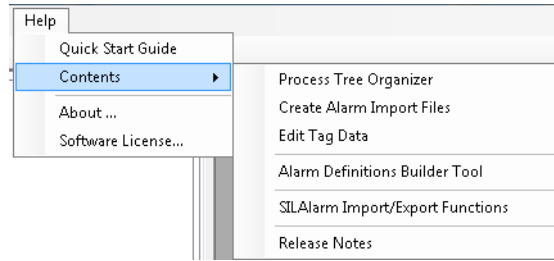 Help
Quick Start Guide
Contents
About ...
Software License...
Process Tree Organizer
Create Alarm Import Files
Edit Tag Data
Alarm Definitions Builder Tool
SILAlarm Import/Export Functions
Release Notes